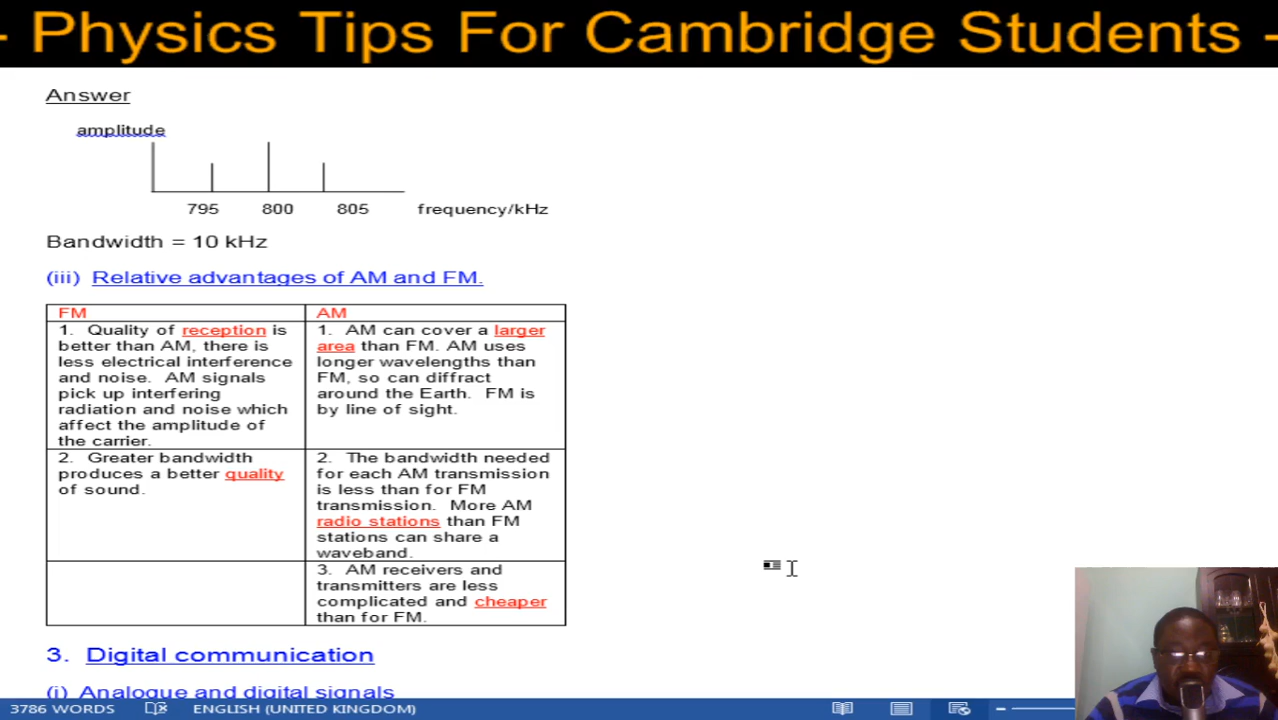 - Physics Tips For Cambridge Students -
Answer
amplitude
795 800 805 frequency/kHz
Bandwidth = 10 kHz
(iii) Relative advantages of AM and FM.
FM
1. Quality of reception is
better than AM, there is
less electrical interference
and noise. AM signals
pick up interfering
radiation and noise which
affect the amplitude of
the carrier.
AM
1. AM can cover a larger
area than FM. AM uses
longer wavelengths than
FM, so can diffract
around the Earth. FM is
by line of sight.
2. Greater bandwidth
produces a better quality
of sound.
2. The bandwidth needed
for each AM transmission
is less than for FM
transmission. More AM
radio stations than FM
stations can share a
waveband.
3. AM receivers and
transmitters are less
complicated and cheaper
than for FM.
3. Digital communication
(i) Analogue and digital signals
3786 WORDS ENGLISH (UNITED KINGDOM)